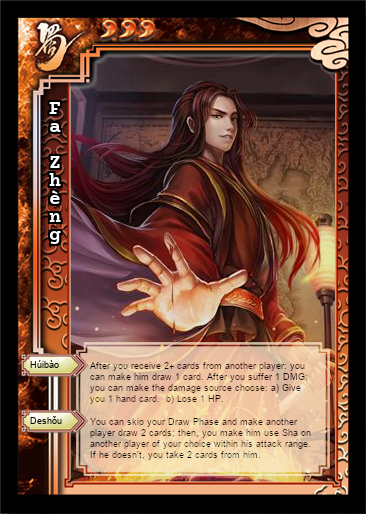 蜀
Fa Zhèng
Húibào
After you receive 2+ cards from another player: you
can make him draw 1 card. After you suffer 1 DMG:
you can make the damage source choose: a) Give
you 1 hand card. b) Lose 1 HP.
Deshǒu
You can skip your Draw Phase and make another
player draw 2 cards; then, you make him use Sha on
another player of your choice within his attack range.
If he doesn't, you take 2 cards from him.